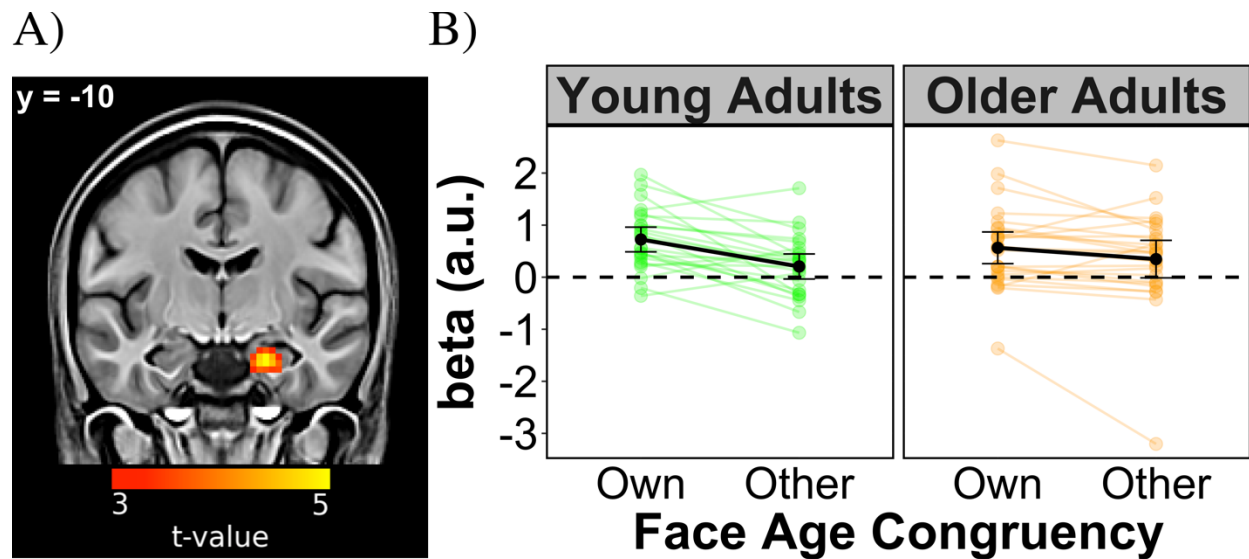 A)
y = -10
3 5
t-value
B)
Young Adults
Older Adults
beta (a.u.)
2
1
0
-1
-2
-3
Own Other
Own Other
Face Age Congruency